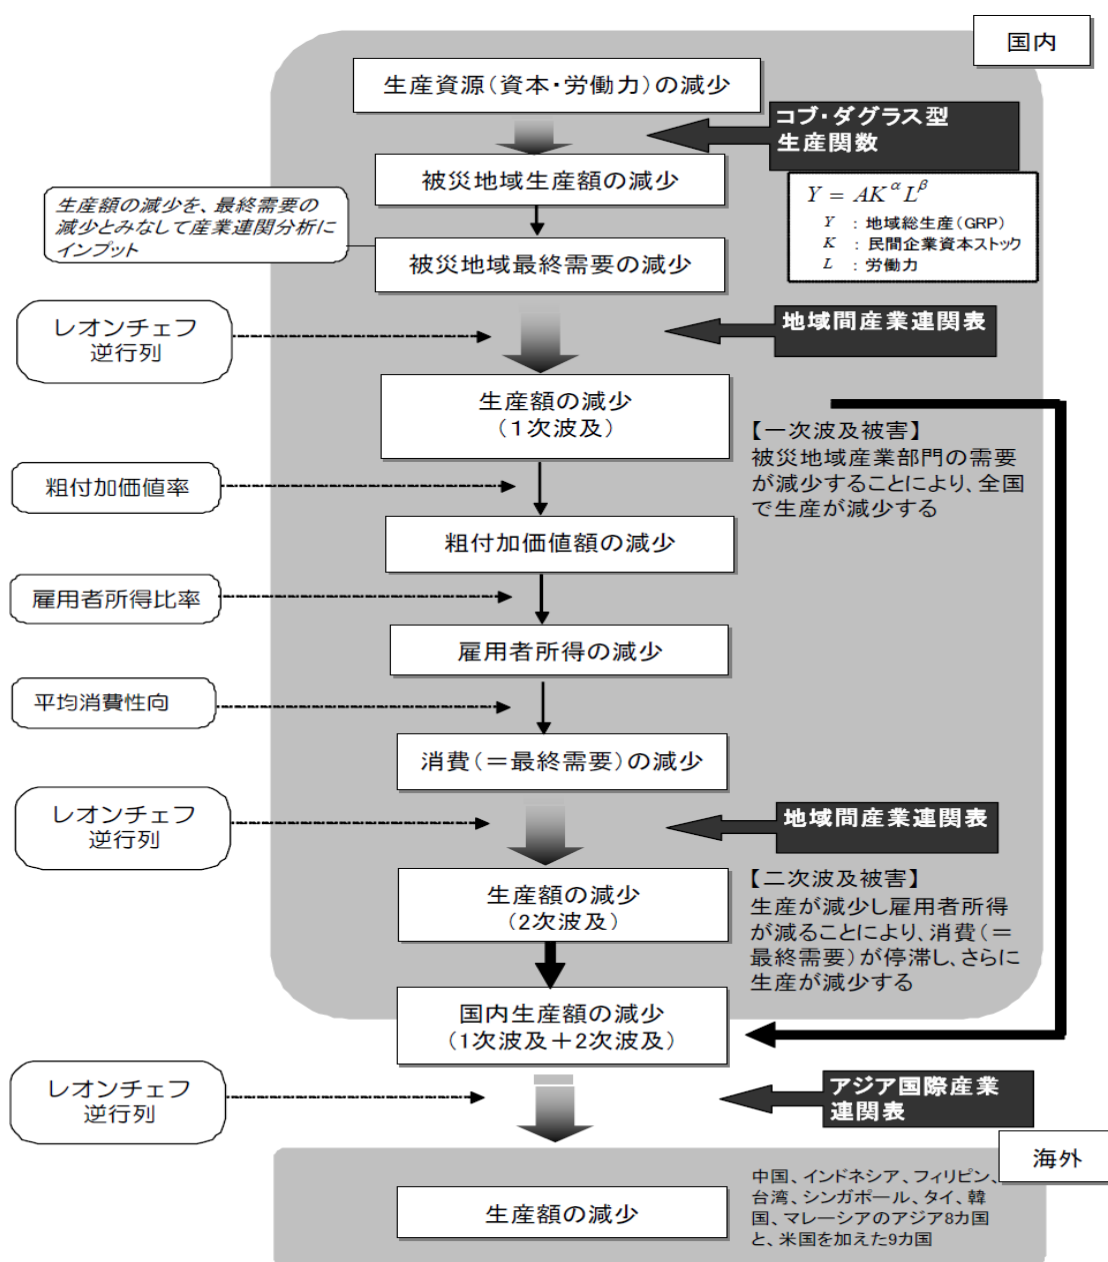 国内
生産資源（資本・労働力）の減少
コブ・ダグラス型
生産関数
被災地域生産額の減少
Y = AK^α L^β
Y ：地域総生産（GRP）
K ：民間企業資本ストック
L ：労働力
生産額の減少を、最終需要の
減少とみなして産業連関分析に
インプット
被災地域最終需要の減少
レオンチェフ
逆行列
地域間産業連関表
生産額の減少
（１次波及）
【一次波及被害】
被災地域産業部門の需要
が減少することにより、全国
で生産が減少する
粗付加価値率
粗付加価値額の減少
雇用者所得比率
雇用者所得の減少
平均消費性向
消費（＝最終需要）の減少
レオンチェフ
逆行列
地域間産業連関表
生産額の減少
（２次波及）
【二次波及被害】
生産が減少し雇用者所得
が減ることにより、消費（＝
最終需要）が停滞し、さらに
生産が減少する
国内生産額の減少
（１次波及＋２次波及）
レオンチェフ
逆行列
アジア国際産業
連関表
海外
生産額の減少
中国、インドネシア、フィリピン、
台湾、シンガポール、タイ、韓
国、マレーシアのアジア8カ国
と、米国を加えた9カ国